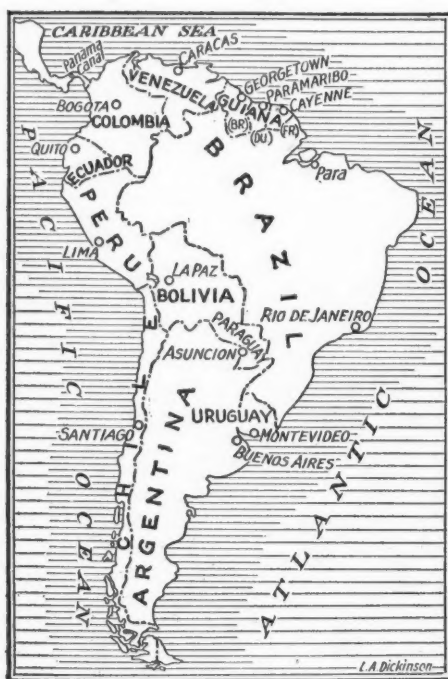 CARIBBEAN SEA
Panama
Canal
CARACAS
GEORGETOWN
PARAMARIBO
CAYENNE
VENEZUELA
GUIANA
(BR)
(DU)
(FR)
BOGOTA
COLOMBIA
QUITO
ECUADOR
Para
BRAZIL
PERU
LIMA
LA PAZ
BOLIVIA
RIO DE JANEIRO
PARAGUAY
ASUNCION
CHILE
ARGENTINA
URUGUAY
SANTIAGO
MONTEVIDEO
BUENOS AIRES
PACIFIC OCEAN
ATLANTIC OCEAN
L.A. Dickinson